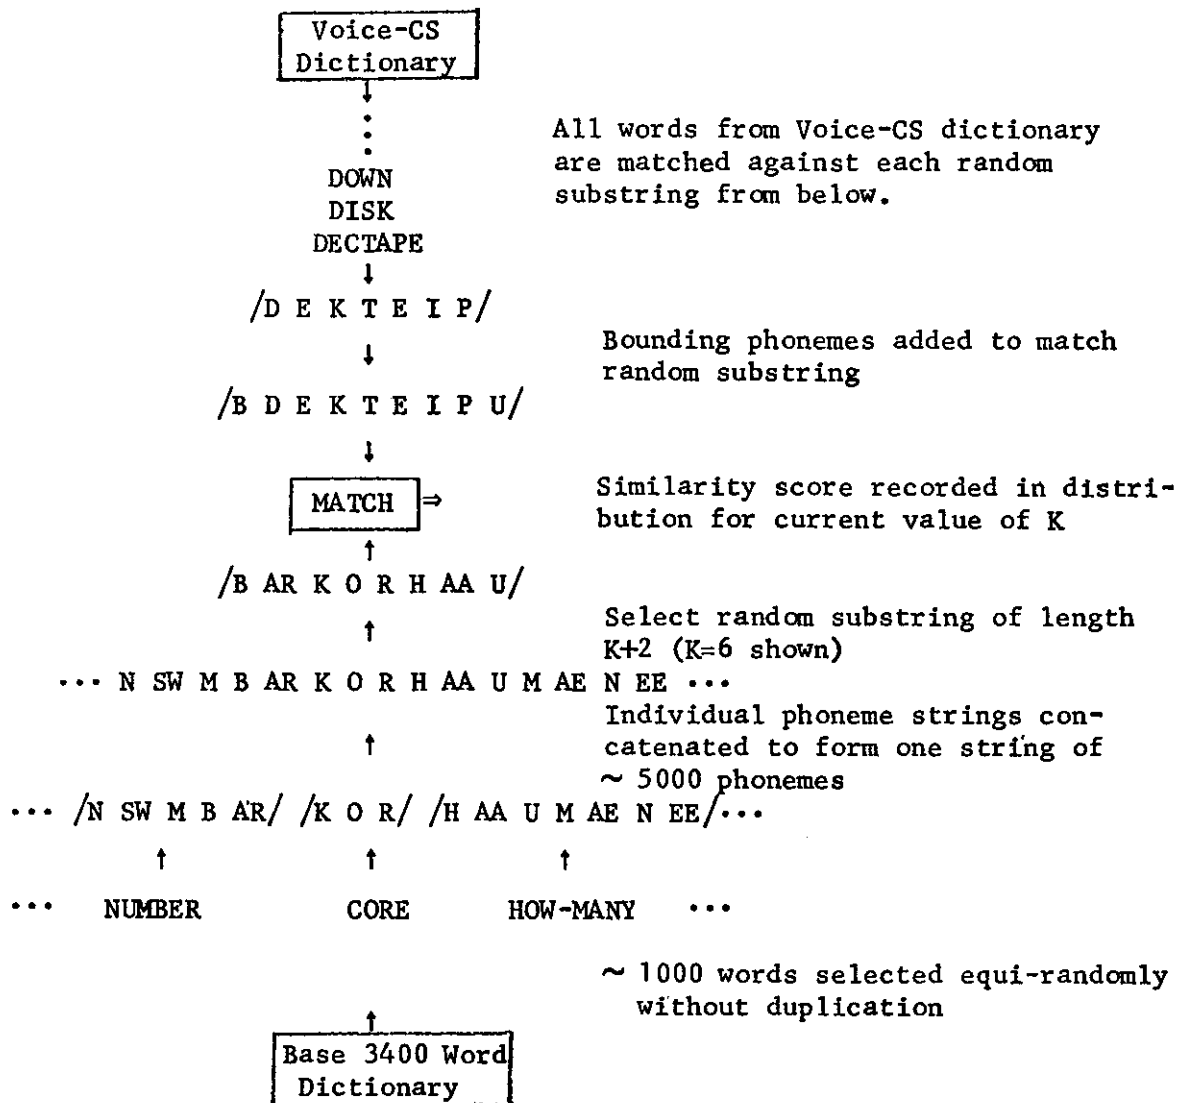 Voice-CS
Dictionary
All words from Voice-CS dictionary
are matched against each random
substring from below.
DOWN
DISK
DECTAPE
/D E K T E I P/
Bounding phonemes added to match
random substring
/B D E K T E I P U/
MATCH ⇒
Similarity score recorded in distri-
bution for current value of K
/B AR K O R H AA U/
Select random substring of length
K+2 (K=6 shown)
••• N SW M B AR K O R H AA U M AE N EE •••
Individual phoneme strings con-
catenated to form one string of
~ 5000 phonemes
••• /N SW M B AR/ /K O R/ /H AA U M AE N EE/•••
••• NUMBER CORE HOW-MANY •••
~ 1000 words selected equi-randomly
without duplication
Base 3400 Word
Dictionary